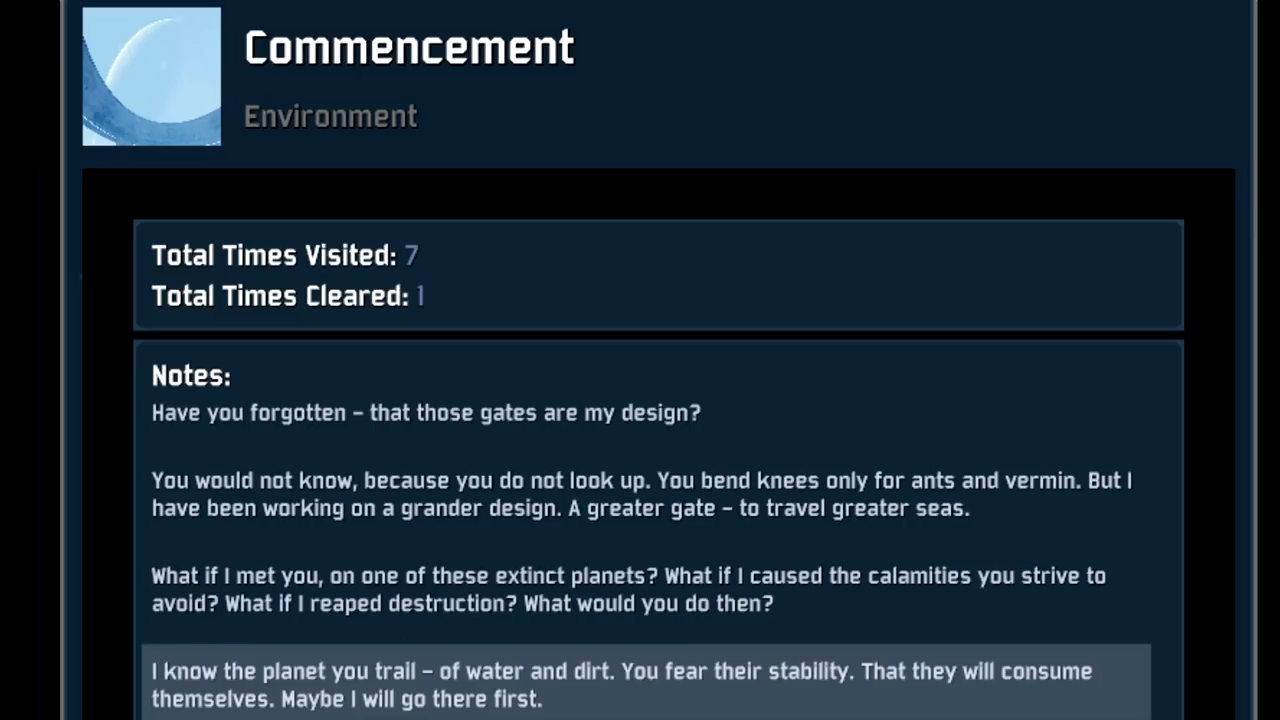 Commencement
Environment
Total Times Visited: 7
Total Times Cleared: 1
Notes:
Have you forgotten – that those gates are my design?
You would not know, because you do not look up. You bend knees only for ants and vermin. But I
have been working on a grander design. A greater gate – to travel greater seas.
What if I met you, on one of these extinct planets? What if I caused the calamities you strive to
avoid? What if I reaped destruction? What would you do then?
I know the planet you trail – of water and dirt. You fear their stability. That they will consume
themselves. Maybe I will go there first.